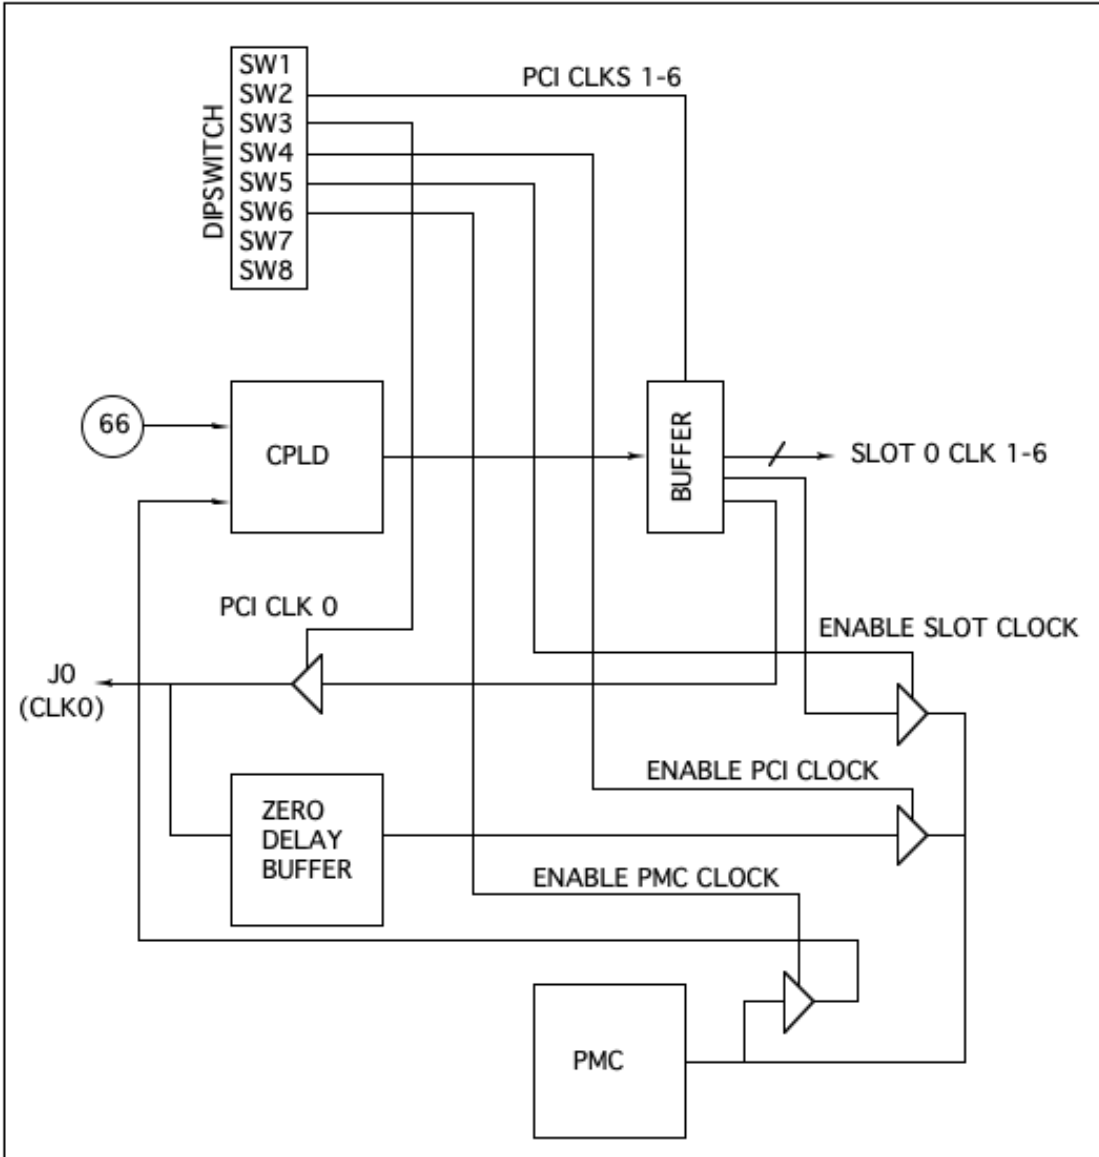 SW1
SW2
SW3
SW4
SW5
SW6
SW7
SW8
DIPSWITCH
PCI CLKS 1-6
66
CPLD
BUFFER
SLOT 0 CLK 1-6
PCI CLK 0
ENABLE SLOT CLOCK
J0
(CLK0)
ENABLE PCI CLOCK
ZERO
DELAY
BUFFER
ENABLE PMC CLOCK
PMC